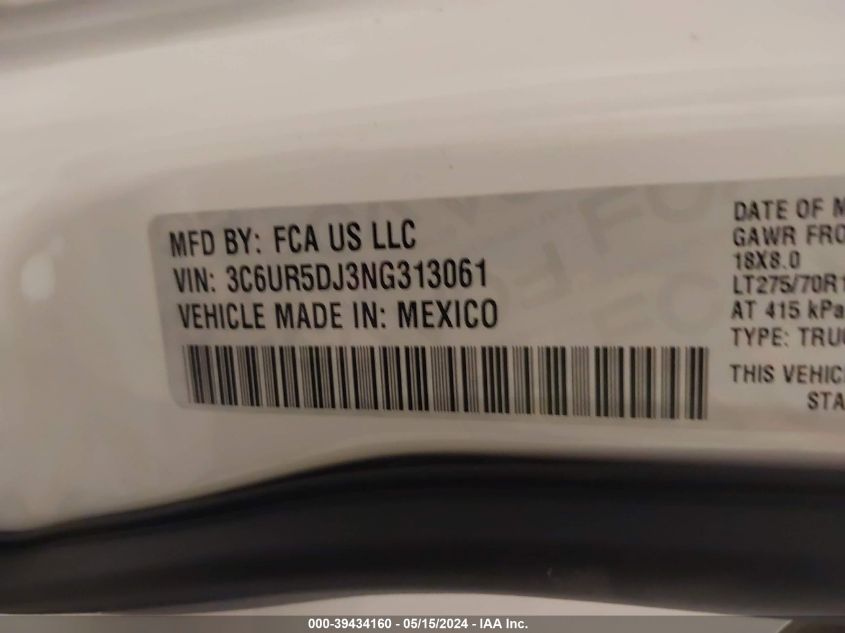 MFD BY: FCA US LLC
VIN: 3C6UR5DJ3NG313061
VEHICLE MADE IN: MEXICO
DATE OF M
GAWR FRO
18X8.0
LT275/70R1
AT 415 kPa
TYPE: TRUC
THIS VEHIC
STA
000-39434160 - 05/15/2024 - IAA Inc.